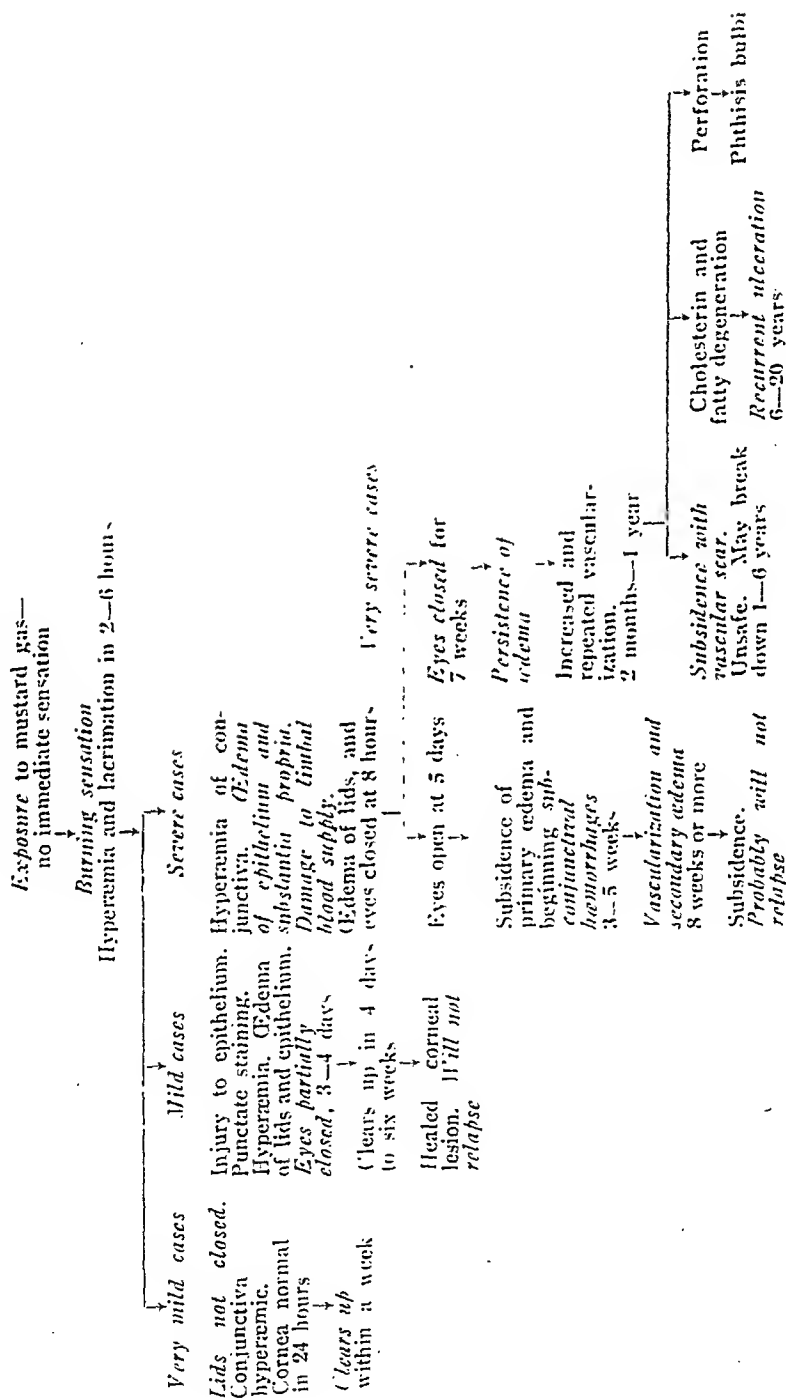 Exposure to mustard gas—
no immediate sensation
Burning sensation
Hyperæmia and lacrimation in 2—6 hours
Very mild cases
Lids not closed.
Conjunctiva
hyperæmic.
Cornea normal
in 24 hours
Clears up
within a week
Mild cases
Injury to epithelium.
Punctate staining.
Hyperæmia. Œdema
of lids and epithelium.
Eyes partially
closed, 3—4 days
Clears up in 4 days
to six weeks
Healed corneal
lesion. Will not
relapse
Severe cases
Hyperæmia of con-
junctiva. Œdema
of epithelium and
substantia propria.
Damage to limbal
blood supply.
Œdema of lids, and
eyes closed at 8 hours
Eyes open at 5 days
Subsidence of
primary œdema and
beginning sub-
conjunctival
hæmorrhages
3—5 weeks
Vascularization and
secondary œdema
8 weeks or more
Subsidence.
Probably will not
relapse
Very severe cases
Eyes closed for
7 weeks
Persistence of
œdema
Increased and
repeated vascular-
ization.
2 months—1 year
Subsidence with
vascular scar.
Unsafe. May break
down 1—6 years
Cholesterin and
fatty degeneration
Recurrent ulceration
6—20 years
Perforation
Phthisis bulbi